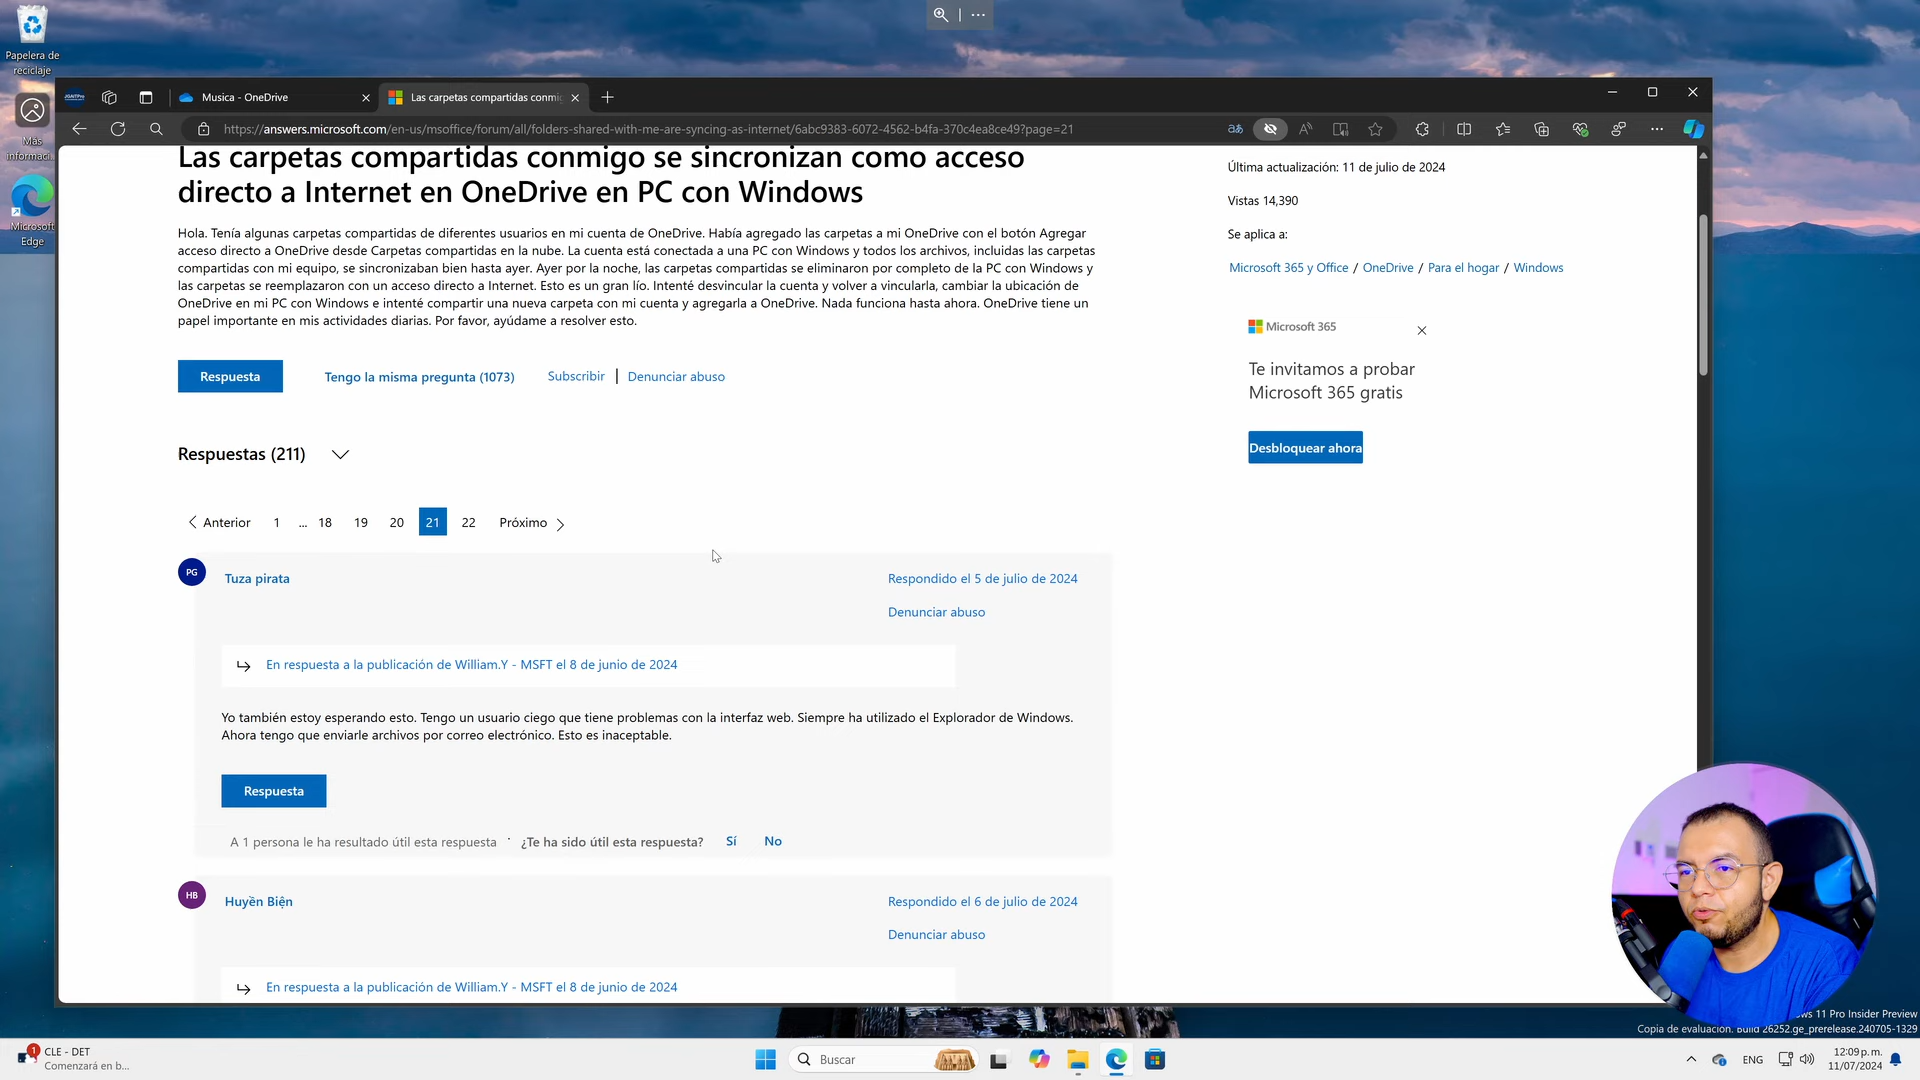 Papelera de
reciclaje
Más
informaci...
Microsoft
Edge
Musica - OneDrive
Las carpetas compartidas conmi
https://answers.microsoft.com/en-us/msoffice/forum/all/folders-shared-with-me-are-syncing-as-internet/6abc9383-6072-4562-b4fa-370c4ea8ce49?page=21
Las carpetas compartidas conmigo se sincronizan como acceso
directo a Internet en OneDrive en PC con Windows
Hola. Tenía algunas carpetas compartidas de diferentes usuarios en mi cuenta de OneDrive. Había agregado las carpetas a mi OneDrive con el botón Agregar
acceso directo a OneDrive desde Carpetas compartidas en la nube. La cuenta está conectada a una PC con Windows y todos los archivos, incluidas las carpetas
compartidas con mi equipo, se sincronizaban bien hasta ayer. Ayer por la noche, las carpetas compartidas se eliminaron por completo de la PC con Windows y
las carpetas se reemplazaron con un acceso directo a Internet. Esto es un gran lío. Intenté desvincular la cuenta y volver a vincularla, cambiar la ubicación de
OneDrive en mi PC con Windows e intenté compartir una nueva carpeta con mi cuenta y agregarla a OneDrive. Nada funciona hasta ahora. OneDrive tiene un
papel importante en mis actividades diarias. Por favor, ayúdame a resolver esto.
Respuesta
Tengo la misma pregunta (1073)
Subscribir
Denunciar abuso
Respuestas (211)
Anterior 1 ... 18 19 20 21 22 Próximo
PG
Tuza pirata
Respondido el 5 de julio de 2024
Denunciar abuso
En respuesta a la publicación de William.Y - MSFT el 8 de junio de 2024
Yo también estoy esperando esto. Tengo un usuario ciego que tiene problemas con la interfaz web. Siempre ha utilizado el Explorador de Windows.
Ahora tengo que enviarle archivos por correo electrónico. Esto es inaceptable.
Respuesta
A 1 persona le ha resultado útil esta respuesta · ¿Te ha sido útil esta respuesta? Sí No
HB
Huyền Biện
Respondido el 6 de julio de 2024
Denunciar abuso
En respuesta a la publicación de William.Y - MSFT el 8 de junio de 2024
Última actualización: 11 de julio de 2024
Vistas 14,390
Se aplica a:
Microsoft 365 y Office / OneDrive / Para el hogar / Windows
Microsoft 365
Te invitamos a probar
Microsoft 365 gratis
Desbloquear ahora
ws 11 Pro Insider Preview
Copia de evaluación. Build 26252.ge_prerelease.240705-1329
1
CLE - DET
Comenzará en b...
Buscar
ENG
12:09 p. m.
11/07/2024